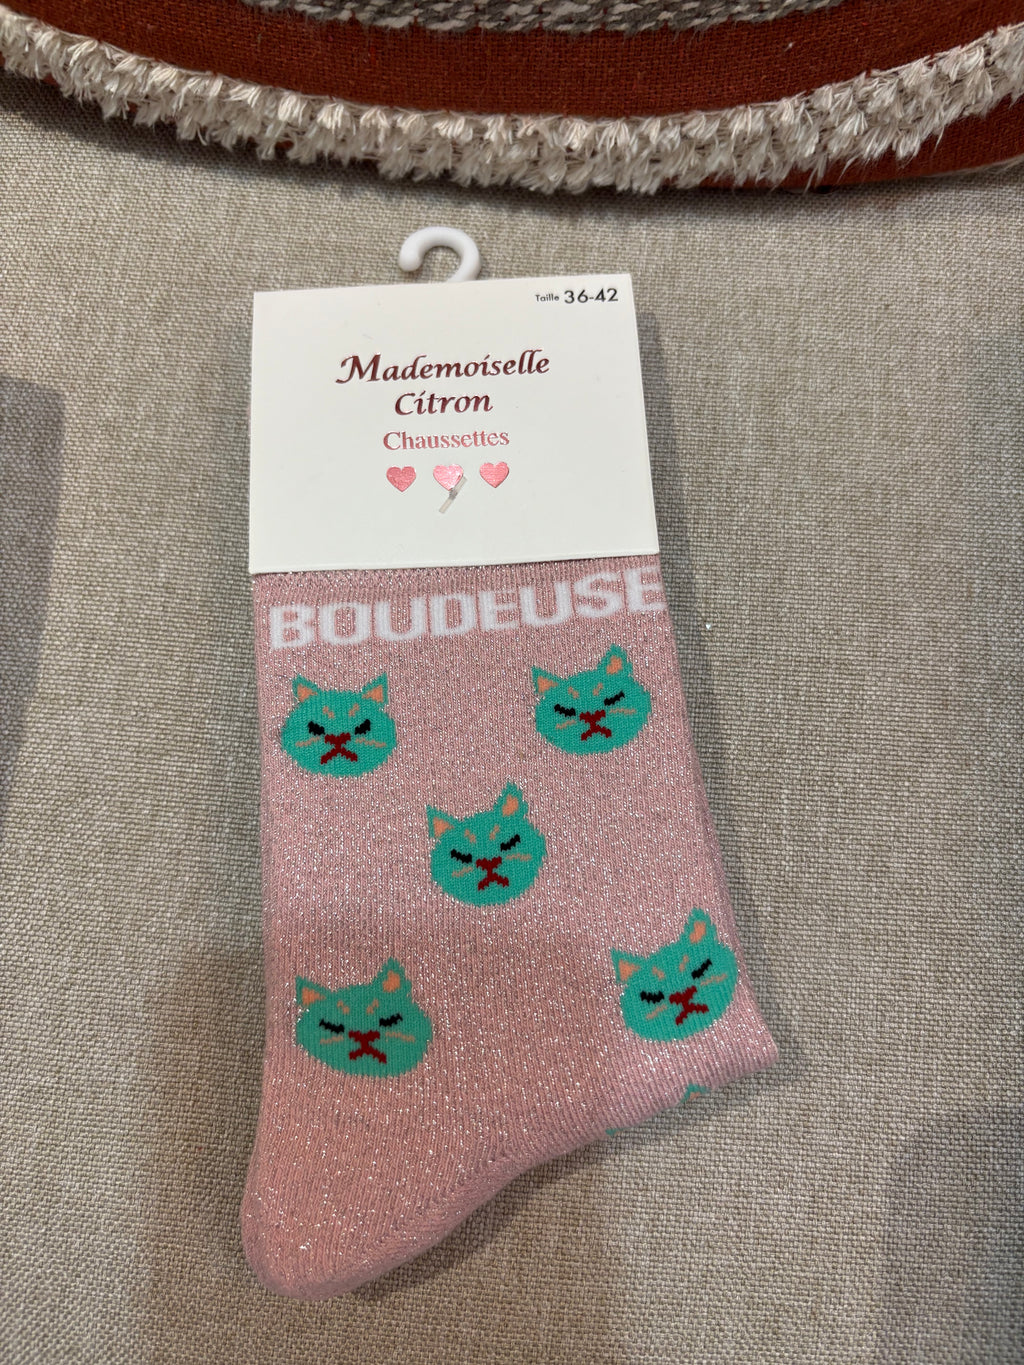 Taille 36-42
Mademoiselle
Citron
Chaussettes
BOUDEUSE